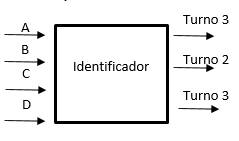 A
B
C
D
Identificador
Turno 3
Turno 2
Turno 3